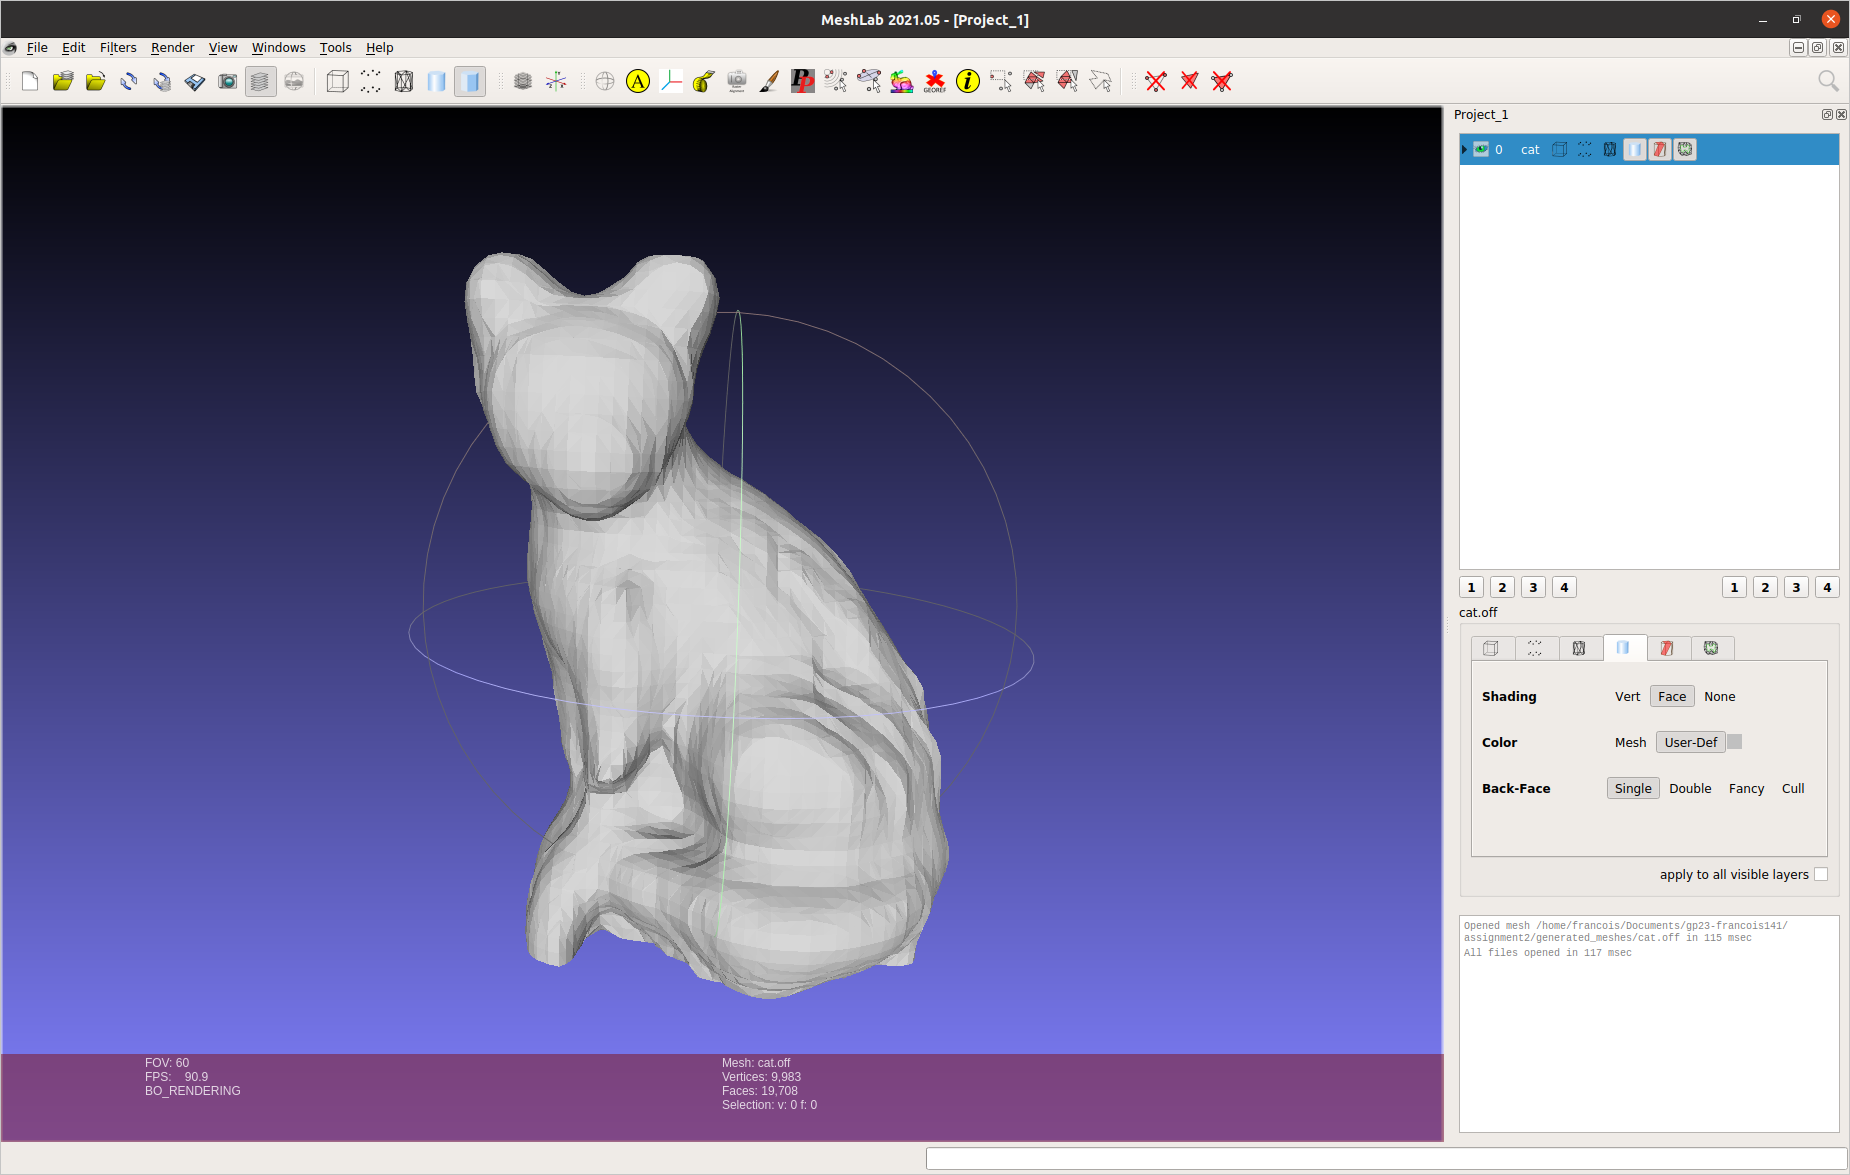 MeshLab 2021.05 - [Project_1]
File Edit Filters Render View Windows Tools Help
A
Pp
GEOREF
i
Project_1
0 cat
1 2 3 4 1 2 3 4
cat.off
Shading Vert Face None
Color Mesh User-Def
Back-Face Single Double Fancy Cull
apply to all visible layers
Opened mesh /home/francois/Documents/gp23-francois141/
assignment2/generated_meshes/cat.off in 115 msec
All files opened in 117 msec
FOV: 60
FPS: 90.9
BO_RENDERING
Mesh: cat.off
Vertices: 9,983
Faces: 19,708
Selection: v: 0 f: 0